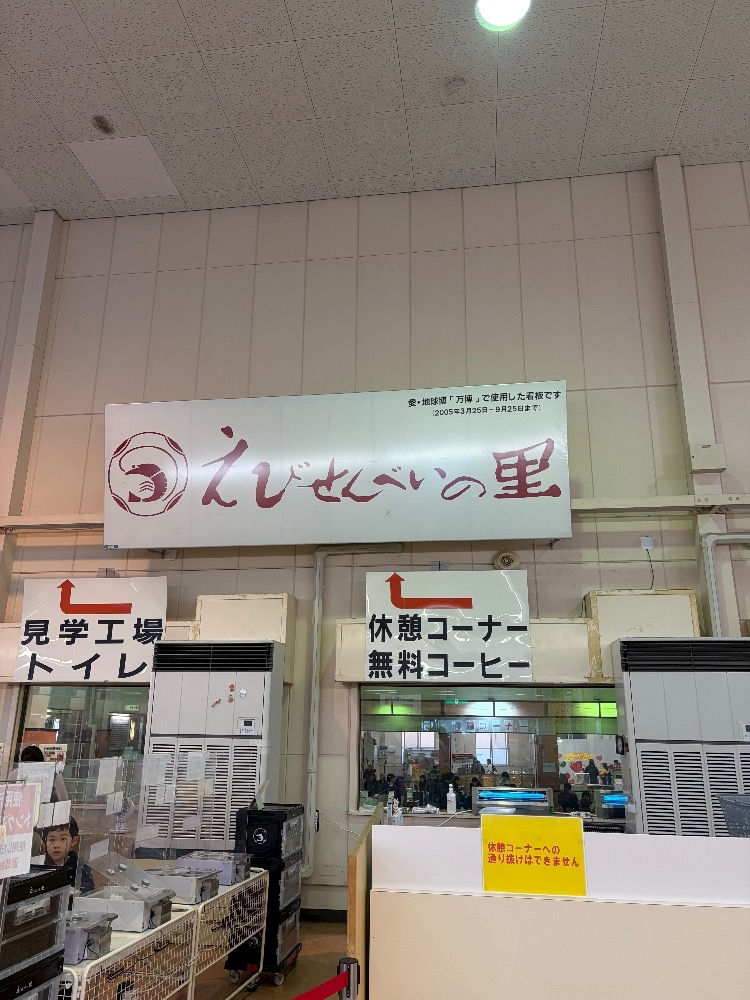 愛・地球博「万博」で使用した看板です
(2005年3月25日~9月25日まで)
えびせんべいの里
見学工場
トイレ
休憩コーナー
無料コーヒー
休憩コーナーへの
通り抜けはできません